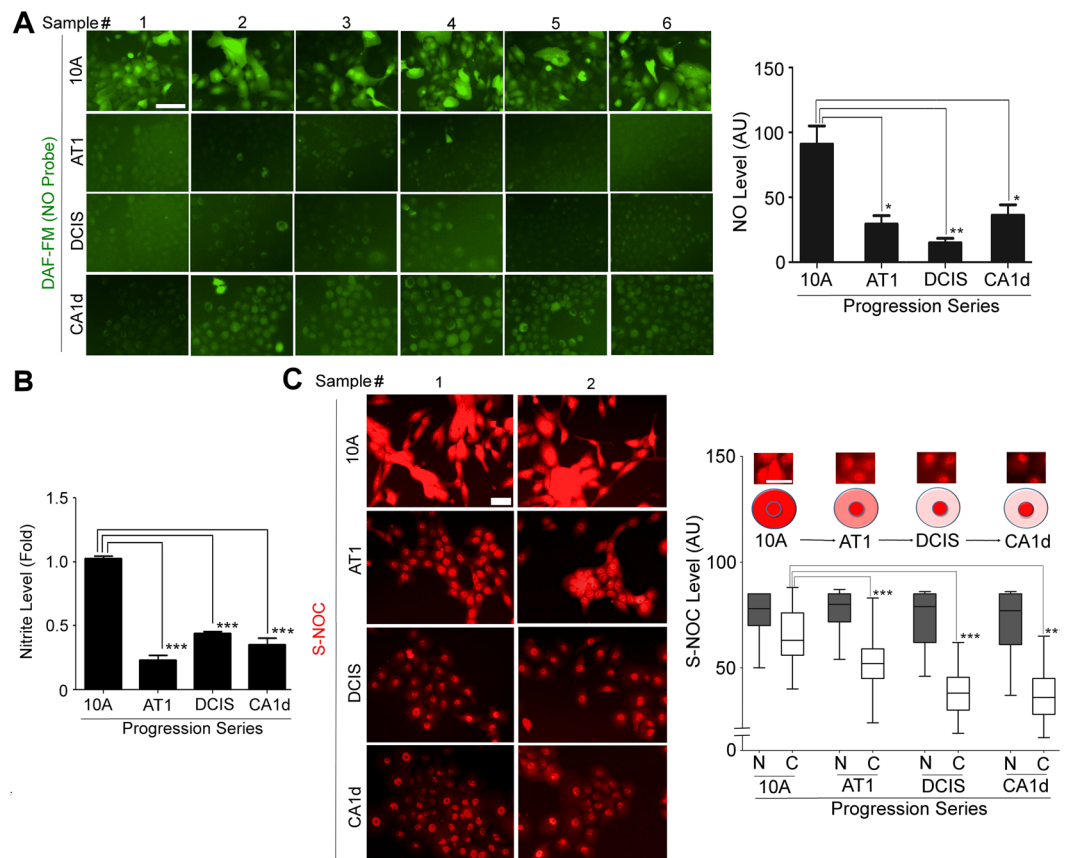 A
Sample # 1 2 3 4 5 6
DAF-FM (NO Probe)
10A
AT1
DCIS
CA1d
NO Level (AU)
150
100
50
0
*
**
*
10A AT1 DCIS CA1d
Progression Series
B
Nitrite Level (Fold)
1.5
1.0
0.5
0
***
***
***
10A AT1 DCIS CA1d
Progression Series
C
Sample # 1 2
S-NOC
10A
AT1
DCIS
CA1d
S-NOC Level (AU)
150
100
50
0
10A AT1 DCIS CA1d
***
***
**
N C N C N C N C
10A AT1 DCIS CA1d
Progression Series